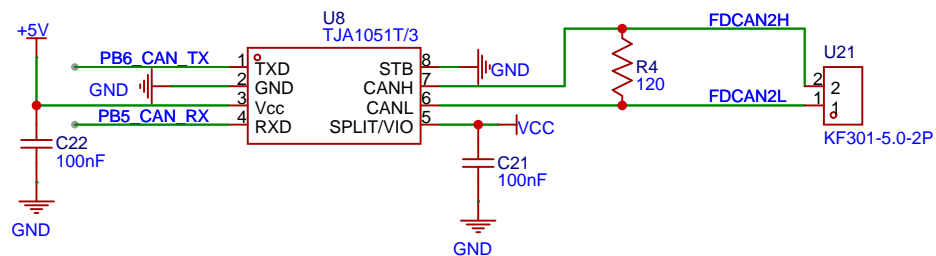 U8
TJA1051T/3
+5V
PB6_CAN_TX
GND
PB5_CAN_RX
1
2
3
4
TXD
GND
Vcc
RXD
STB
CANH
CANL
SPLIT/VIO
8
7
6
5
GND
VCC
C22
100nF
GND
C21
100nF
GND
FDCAN2H
R4
120
FDCAN2L
U21
2
1
2
1
KF301-5.0-2P